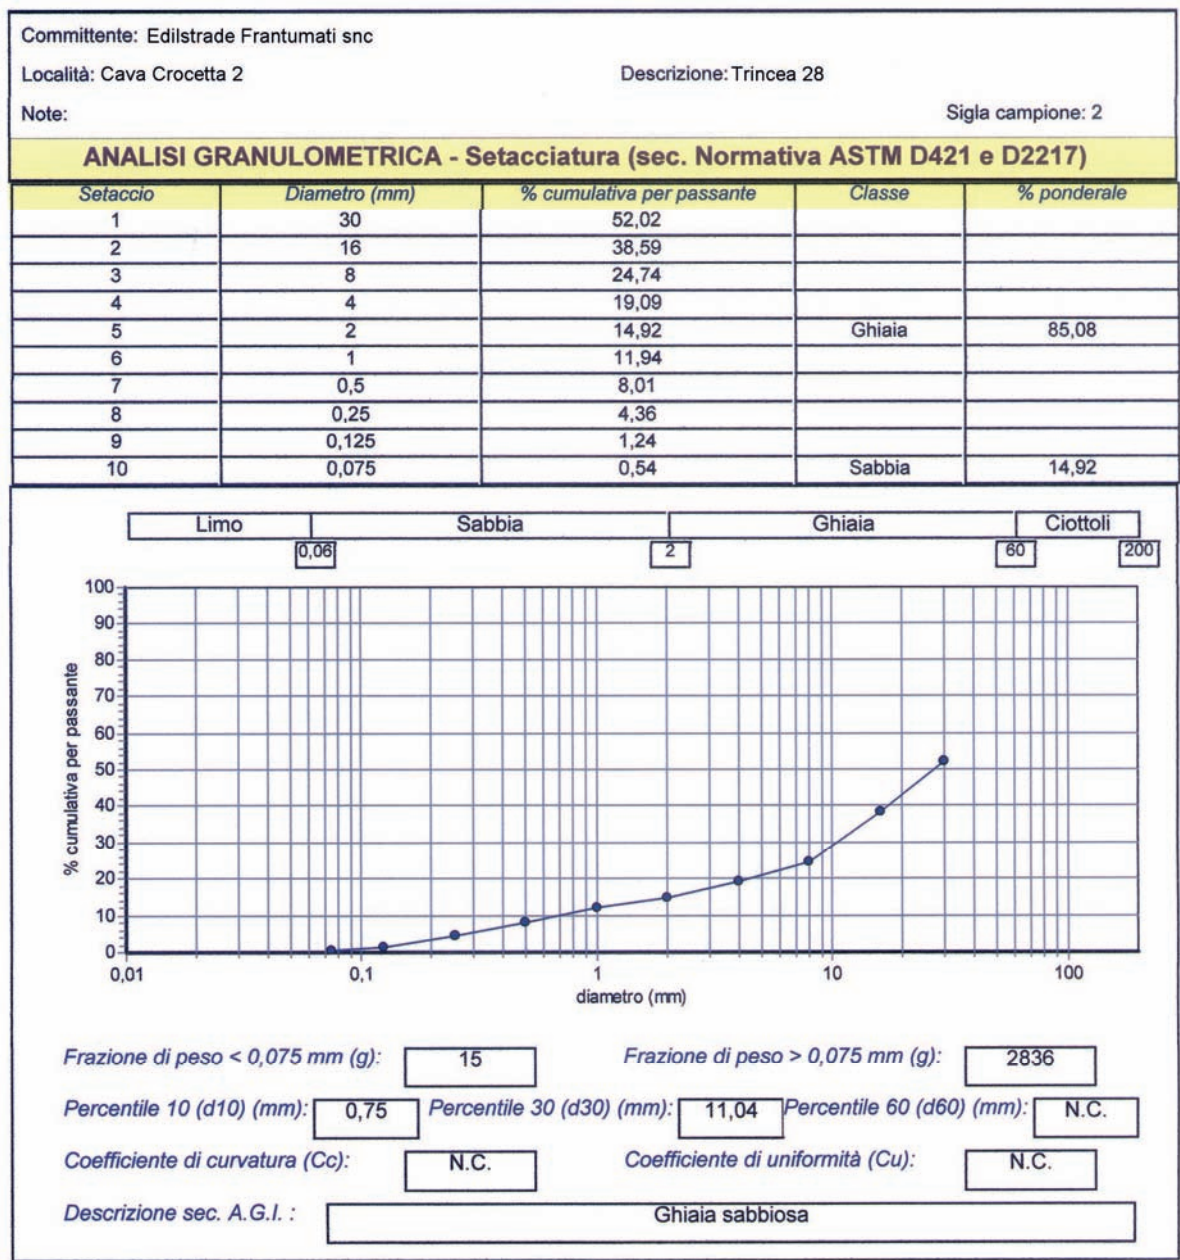 Committente: Edilstrade Frantumati snc
Località: Cava Crocetta 2 Descrizione: Trincea 28
Note: Sigla campione: 2
ANALISI GRANULOMETRICA - Setacciatura (sec. Normativa ASTM D421 e D2217)
Setaccio Diametro (mm) % cumulativa per passante Classe % ponderale
1 30 52,02
2 16 38,59
3 8 24,74
4 4 19,09
5 2 14,92 Ghiaia 85,08
6 1 11,94
7 0,5 8,01
8 0,25 4,36
9 0,125 1,24
10 0,075 0,54 Sabbia 14,92
Limo Sabbia Ghiaia Ciottoli
0,06 2 60 200
% cumulativa per passante
100
90
80
70
60
50
40
30
20
10
0
0,01 0,1 1 10 100
diametro (mm)
Frazione di peso < 0,075 mm (g): 15 Frazione di peso > 0,075 mm (g): 2836
Percentile 10 (d10) (mm): 0,75 Percentile 30 (d30) (mm): 11,04 Percentile 60 (d60) (mm): N.C.
Coefficiente di curvatura (Cc): N.C. Coefficiente di uniformità (Cu): N.C.
Descrizione sec. A.G.I. : Ghiaia sabbiosa